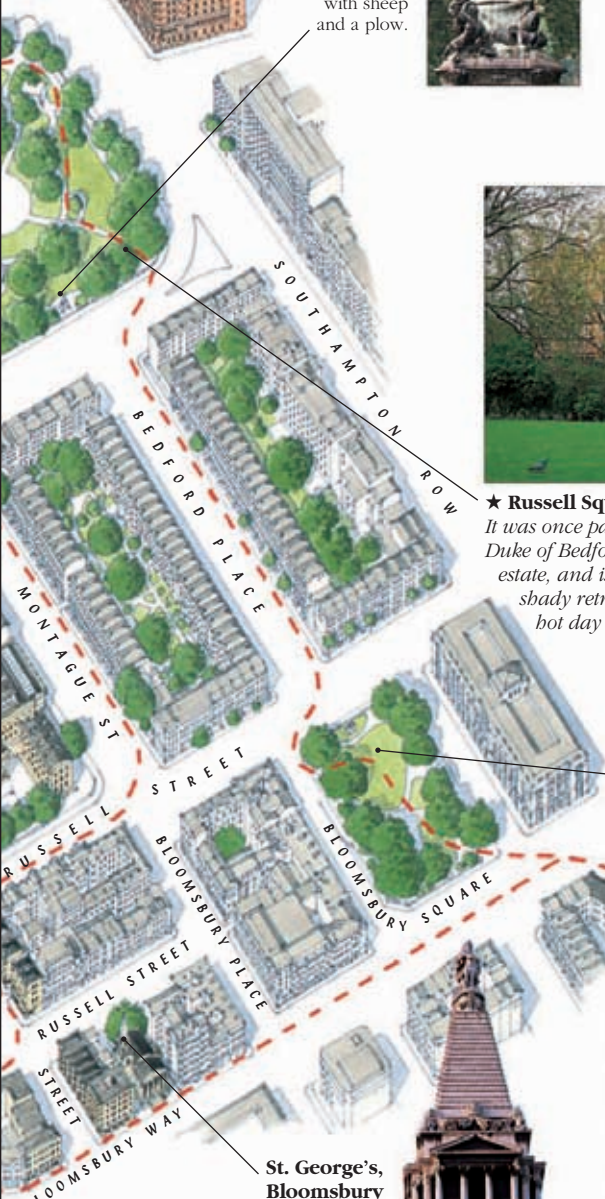 with sheep
and a plow.
SOUTHAMPTON ROW
BEDFORD PLACE
★ Russell Sq
It was once pa
Duke of Bedfo
estate, and i
shady retr
hot day
MONTAGUE ST
RUSSELL STREET
BLOOMSBURY SQUARE
BLOOMSBURY PLACE
RUSSELL STREET
STREET
LOOMSBURY WAY
St. George's,
Bloomsbury